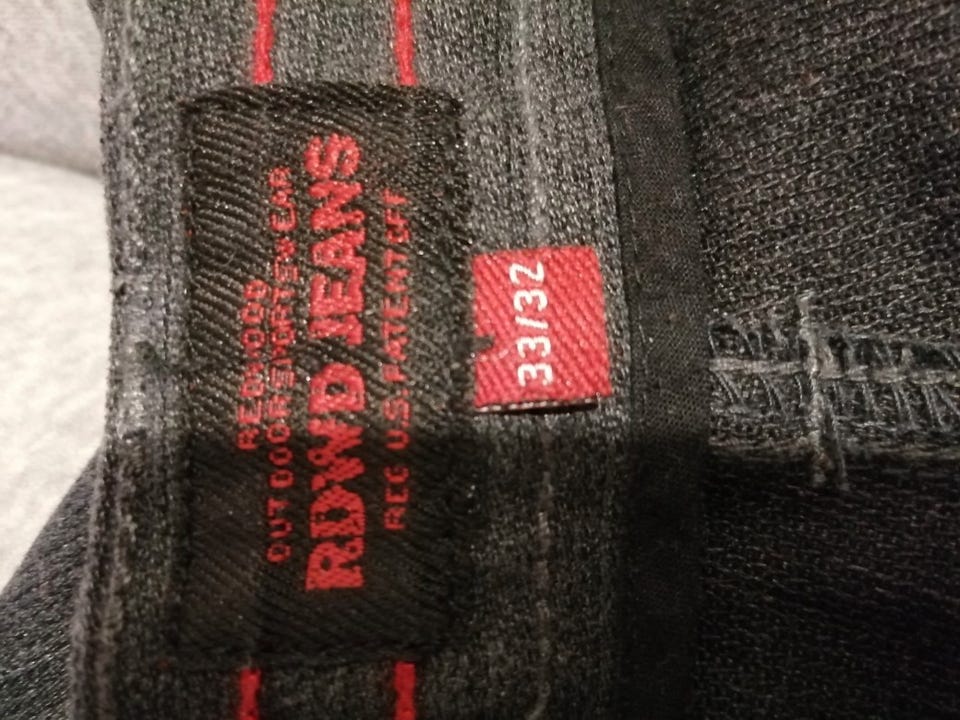 REDWOOD
OUTDOOR SPORTSWEAR
RDWD JEANS
REG U.S.PATENT OFF
33/32